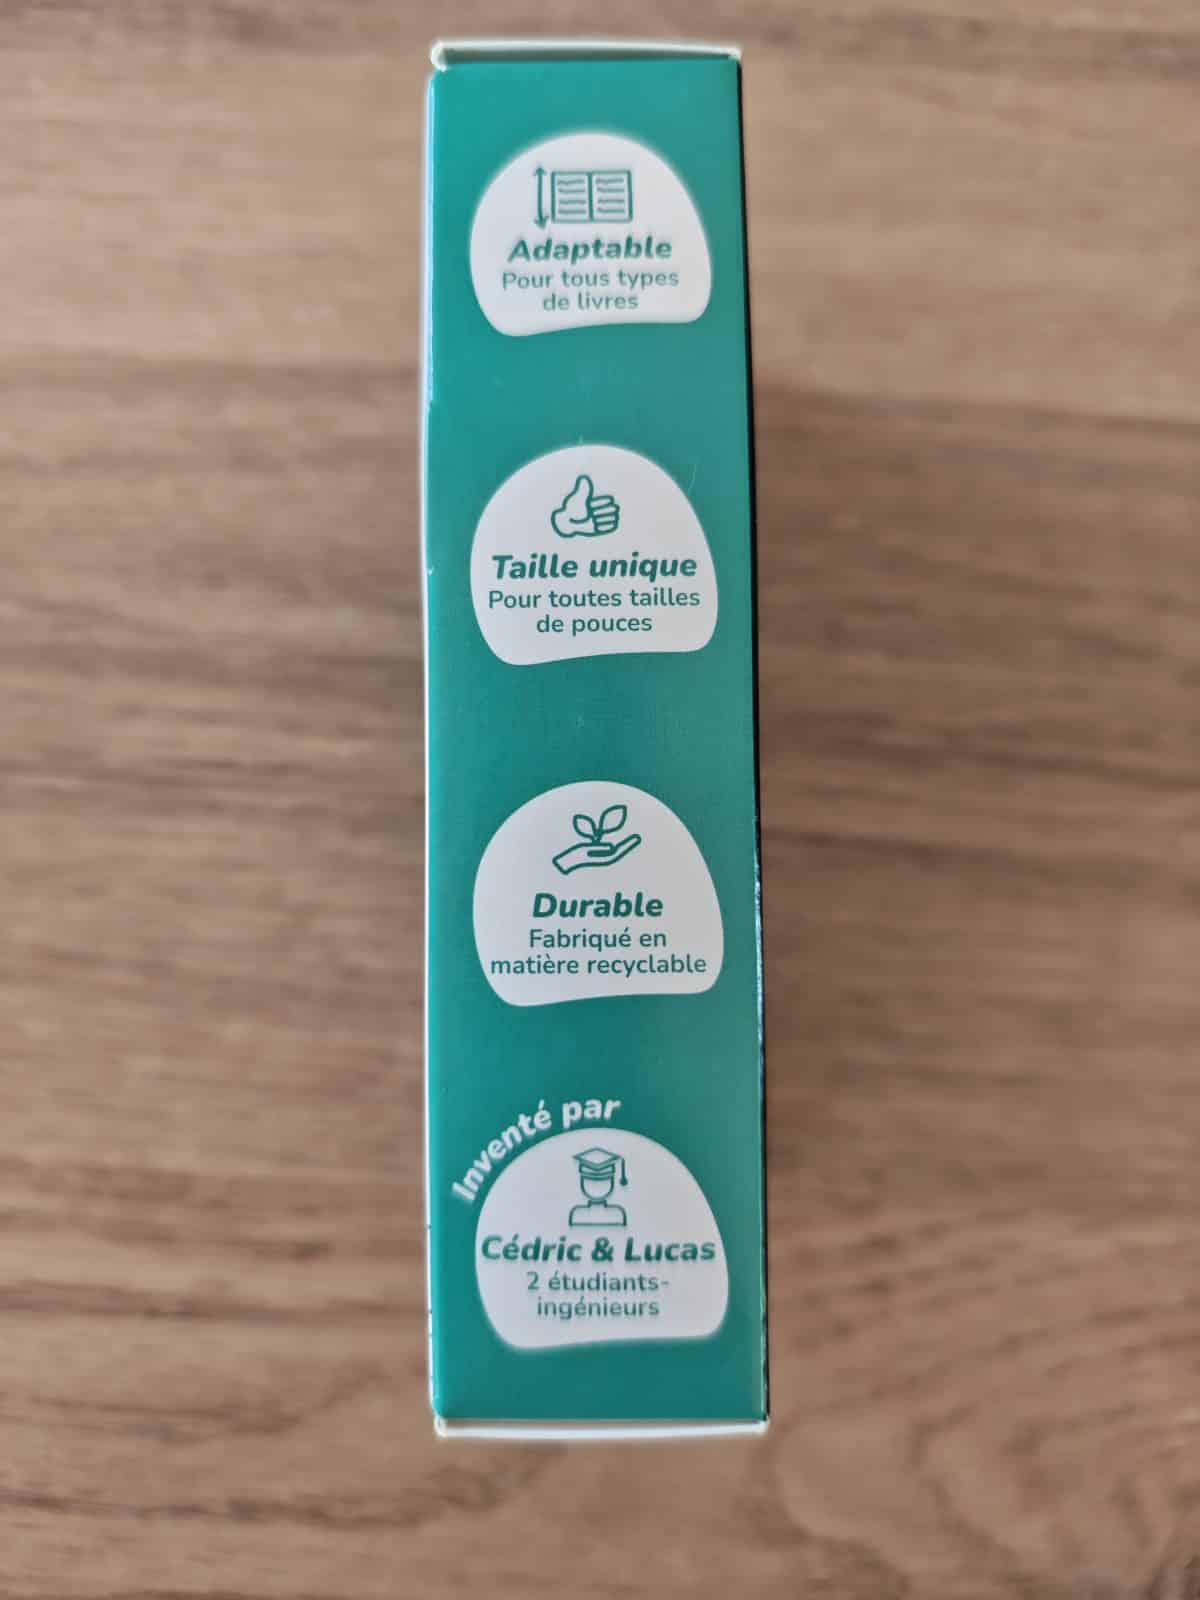 Adaptable
Pour tous types
de livres
Taille unique
Pour toutes tailles
de pouces
Durable
Fabriqué en
matière recyclable
Inventé par
Cédric & Lucas
2 étudiants-
ingénieurs